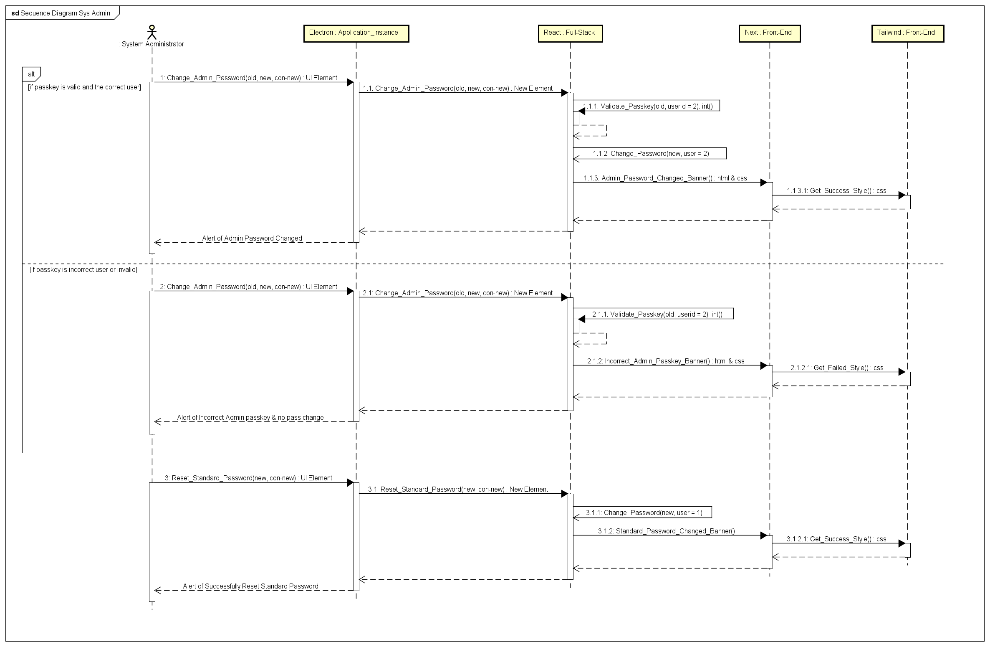 sd Sequence Diagram Sys Admin
System Administrator
Electron : Application_Instance
React : Full-Stack
Next : Front-End
Tailwind : Front-End
alt
[if passkey is valid and the correct user]
1: Change_Admin_Password(old, new, con-new) : UI Element
1.1: Change_Admin_Password(old, new, con-new) : New Element
1.1.1: Validate_Passkey(old, userid = 2), int()
1.1.2: Change_Password(new, user = 2)
1.1.3: Admin_Password_Changed_Banner() : html & css
1.1.3.1: Get_Success_Style() : css
Alert of Admin Password Changed
[if passkey is incorrect user or invalid]
2: Change_Admin_Password(old, new, con-new) : UI Element
2.1: Change_Admin_Password(old, new, con-new) : New Element
2.1.1: Validate_Passkey(old, userid = 2), int()
2.1.2: Incorrect_Admin_Passkey_Banner() : html & css
2.1.2.1: Get_Failed_Style() : css
Alert of Incorrect Admin passkey & no pass change
3: Reset_Standard_Password(new, con-new) : UI Element
3.1: Reset_Standard_Password(new, con-new) : New Element
3.1.1: Change_Password(new, user = 1)
3.1.2: Standard_Password_Changed_Banner()
3.1.2.1: Get_Success_Style() : css
Alert of Successfully Reset Standard Password